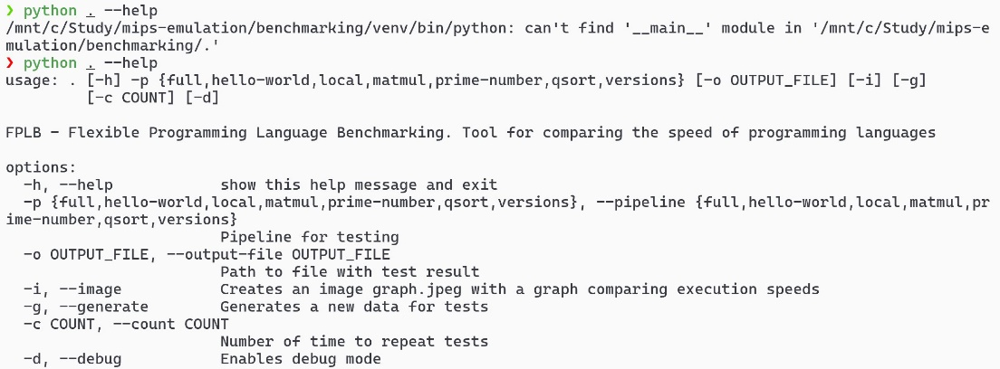 ❯ python . --help
/mnt/c/Study/mips-emulation/benchmarking/venv/bin/python: can't find '__main__' module in '/mnt/c/Study/mips-e
mulation/benchmarking/.'
❯ python . --help
usage: . [-h] -p {full,hello-world,local,matmul,prime-number,qsort,versions} [-o OUTPUT_FILE] [-i] [-g]
         [-c COUNT] [-d]

FPLB - Flexible Programming Language Benchmarking. Tool for comparing the speed of programming languages

options:
  -h, --help            show this help message and exit
  -p {full,hello-world,local,matmul,prime-number,qsort,versions}, --pipeline {full,hello-world,local,matmul,pr
ime-number,qsort,versions}
                        Pipeline for testing
  -o OUTPUT_FILE, --output-file OUTPUT_FILE
                        Path to file with test result
  -i, --image           Creates an image graph.jpeg with a graph comparing execution speeds
  -g, --generate        Generates a new data for tests
  -c COUNT, --count COUNT
                        Number of time to repeat tests
  -d, --debug           Enables debug mode